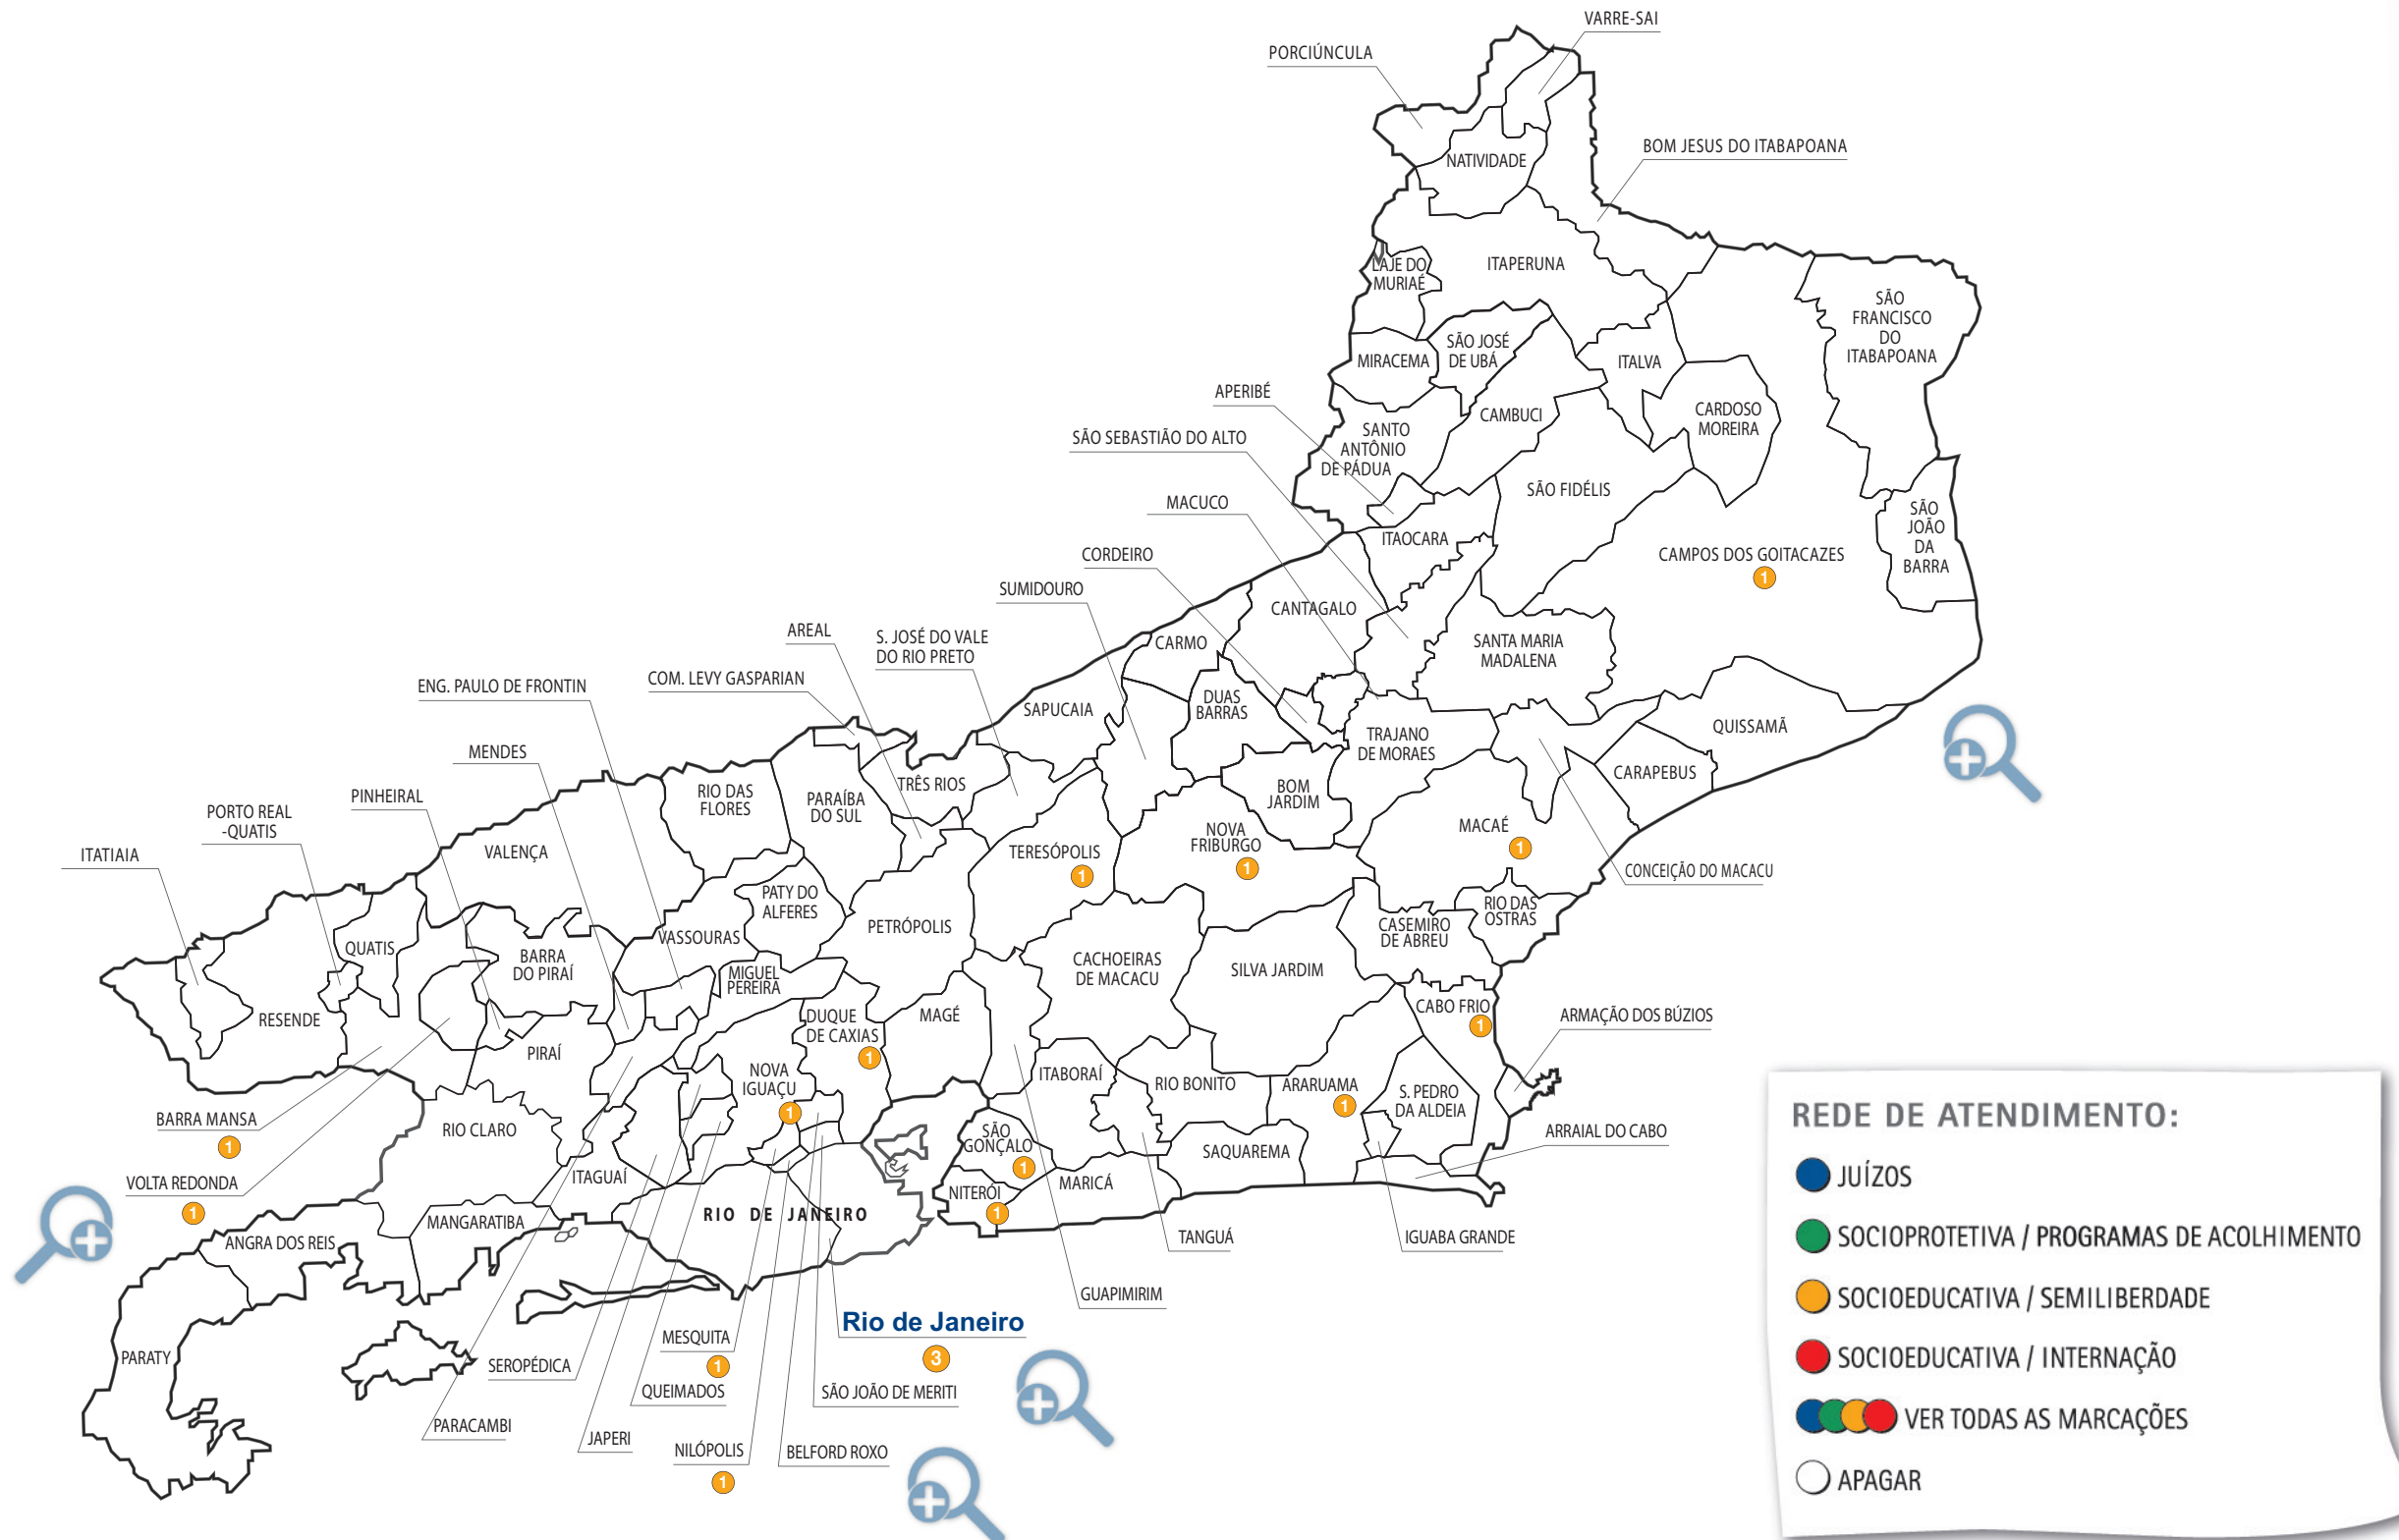 VARRE-SAI
PORCIÚNCULA
BOM JESUS DO ITABAPOANA
NATIVIDADE
LAJE DO
MURIAÉ
ITAPERUNA
SÃO
FRANCISCO
DO
ITABAPOANA
MIRACEMA
SÃO JOSÉ
DE UBÁ
ITALVA
APERIBÉ
CAMBUCI
CARDOSO
MOREIRA
SÃO SEBASTIÃO DO ALTO
SANTO
ANTÔNIO
DE PÁDUA
SÃO FIDÉLIS
MACUCO
SÃO
JOÃO
DA
BARRA
ITAOCARA
CORDEIRO
CAMPOS DOS GOITACAZES
1
SUMIDOURO
CANTAGALO
AREAL
S. JOSÉ DO VALE
DO RIO PRETO
CARMO
SANTA MARIA
MADALENA
COM. LEVY GASPARIAN
ENG. PAULO DE FRONTIN
SAPUCAIA
DUAS
BARRAS
TRAJANO
DE MORAES
QUISSAMÃ
MENDES
CARAPEBUS
PINHEIRAL
RIO DAS
FLORES
PARAÍBA
DO SUL
TRÊS RIOS
BOM
JARDIM
PORTO REAL
-QUATIS
MACAÉ
1
NOVA
FRIBURGO
1
ITATIAIA
VALENÇA
TERESÓPOLIS
1
CONCEIÇÃO DO MACACU
PATY DO
ALFERES
RIO DAS
OSTRAS
PETRÓPOLIS
CASEMIRO
DE ABREU
VASSOURAS
QUATIS
BARRA
DO PIRAÍ
MIGUEL
PEREIRA
CACHOEIRAS
DE MACACU
SILVA JARDIM
CABO FRIO
1
ARMAÇÃO DOS BÚZIOS
RESENDE
DUQUE
DE CAXIAS
1
MAGÉ
PIRAÍ
NOVA
IGUAÇU
1
ITABORAÍ
RIO BONITO
ARARUAMA
1
S. PEDRO
DA ALDEIA
BARRA MANSA
1
RIO CLARO
SÃO
GONÇALO
1
ARRAIAL DO CABO
SAQUAREMA
VOLTA REDONDA
1
ITAGUAÍ
MARICÁ
NITERÓI
1
RIO DE JANEIRO
MANGARATIBA
ANGRA DOS REIS
TANGUÁ
IGUABA GRANDE
GUAPIMIRIM
Rio de Janeiro
3
MESQUITA
1
PARATY
SEROPÉDICA
QUEIMADOS
SÃO JOÃO DE MERITI
PARACAMBI
JAPERI
NILÓPOLIS
1
BELFORD ROXO
REDE DE ATENDIMENTO:
JUÍZOS
SOCIOPROTETIVA / PROGRAMAS DE ACOLHIMENTO
SOCIOEDUCATIVA / SEMILIBERDADE
SOCIOEDUCATIVA / INTERNAÇÃO
VER TODAS AS MARCAÇÕES
APAGAR